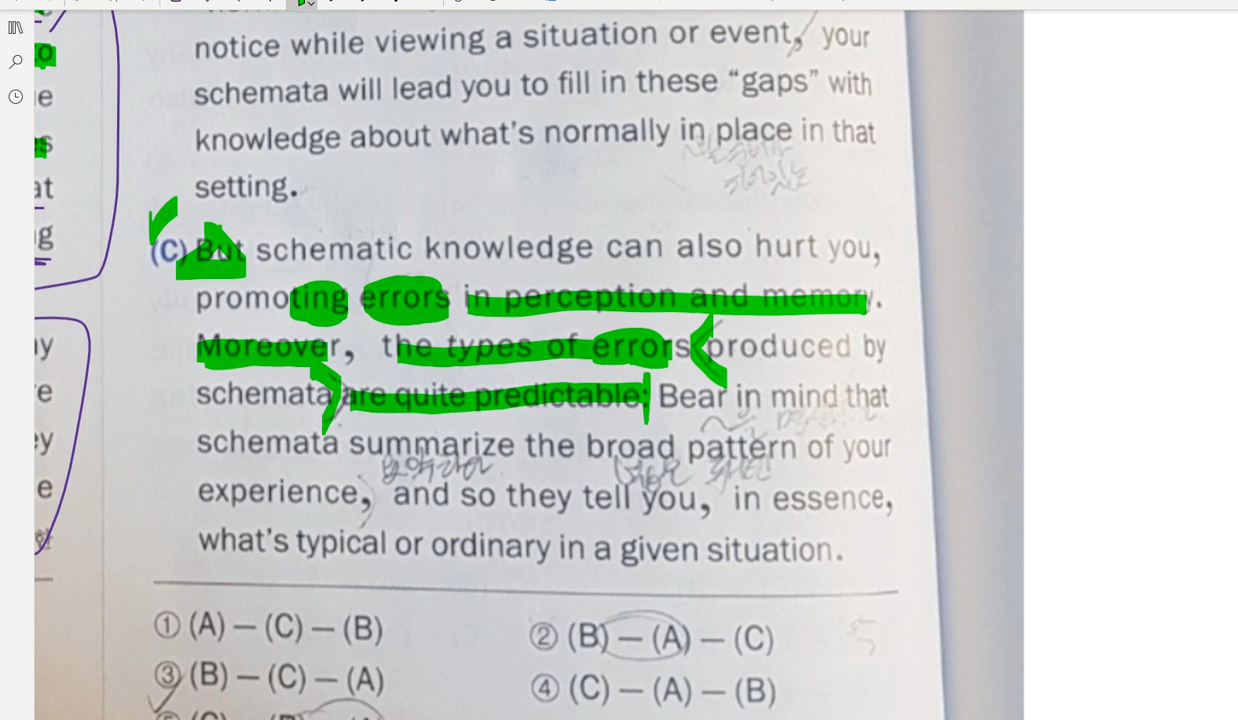 o
e
s
at
g
y
e
y
e
notice while viewing a situation or event, your
schemata will lead you to fill in these “gaps” with
knowledge about what's normally in place in that
setting.
(C) But schematic knowledge can also hurt you,
promoting errors in perception and memory.
Moreover, the types of errors produced by
schemata are quite predictable: Bear in mind that
schemata summarize the broad pattern of your
experience, and so they tell you, in essence,
what's typical or ordinary in a given situation.
① (A) – (C) – (B)
② (B) – (A) – (C)
③ (B) – (C) – (A)
④ (C) – (A) – (B)